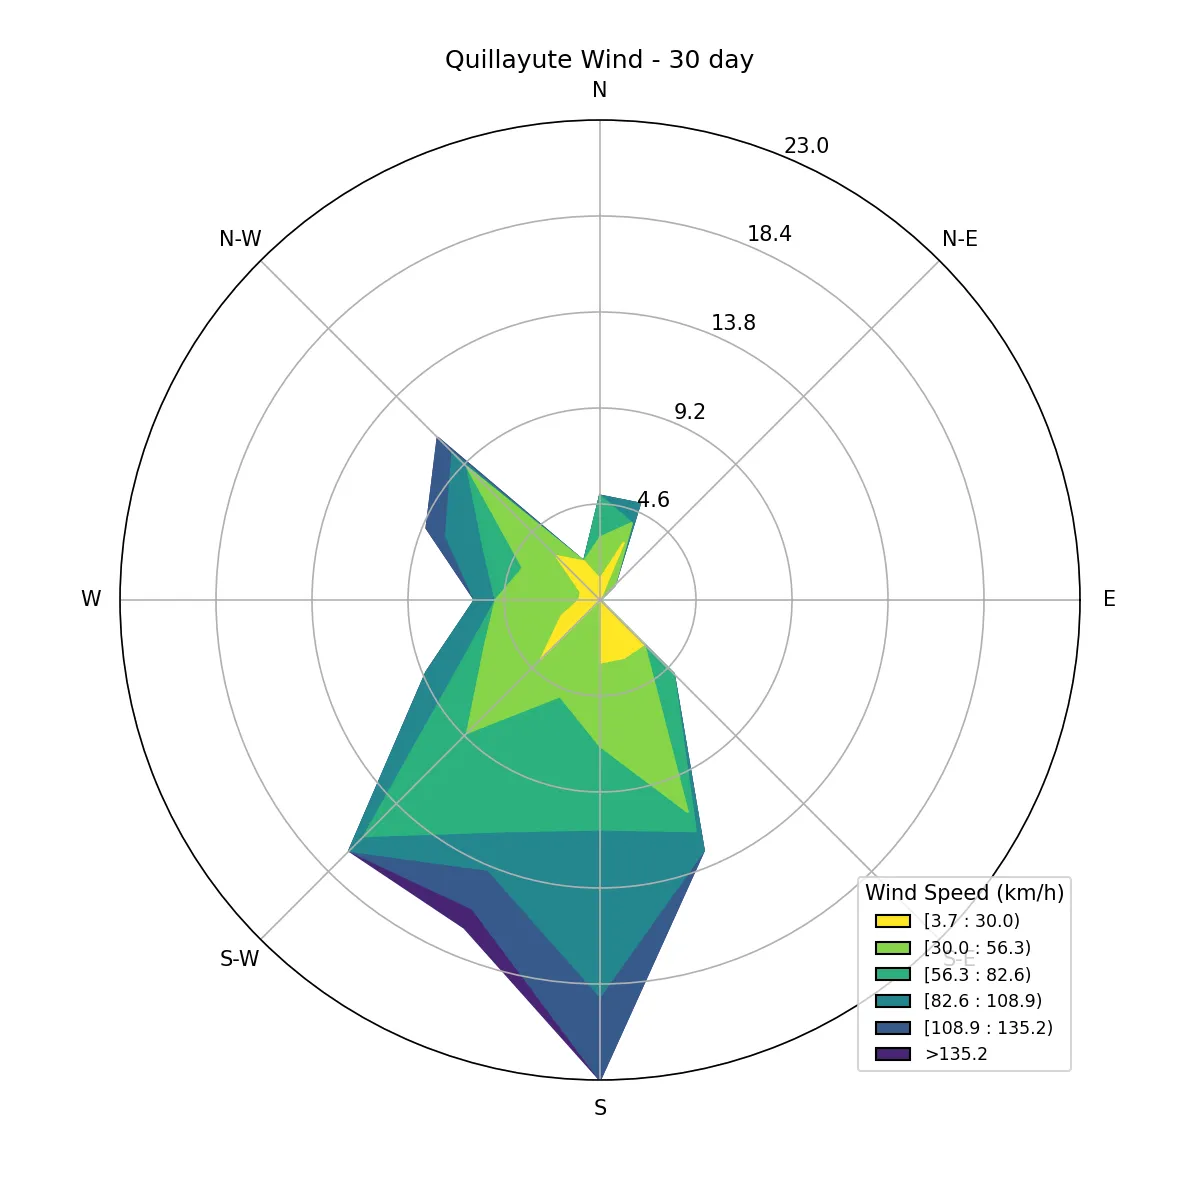 Quillayute Wind - 30 day
N
23.0
N-W
18.4
N-E
13.8
9.2
4.6
W
E
S-W
S-E
S
Wind Speed (km/h)
[3.7 : 30.0)
[30.0 : 56.3)
[56.3 : 82.6)
[82.6 : 108.9)
[108.9 : 135.2)
>135.2